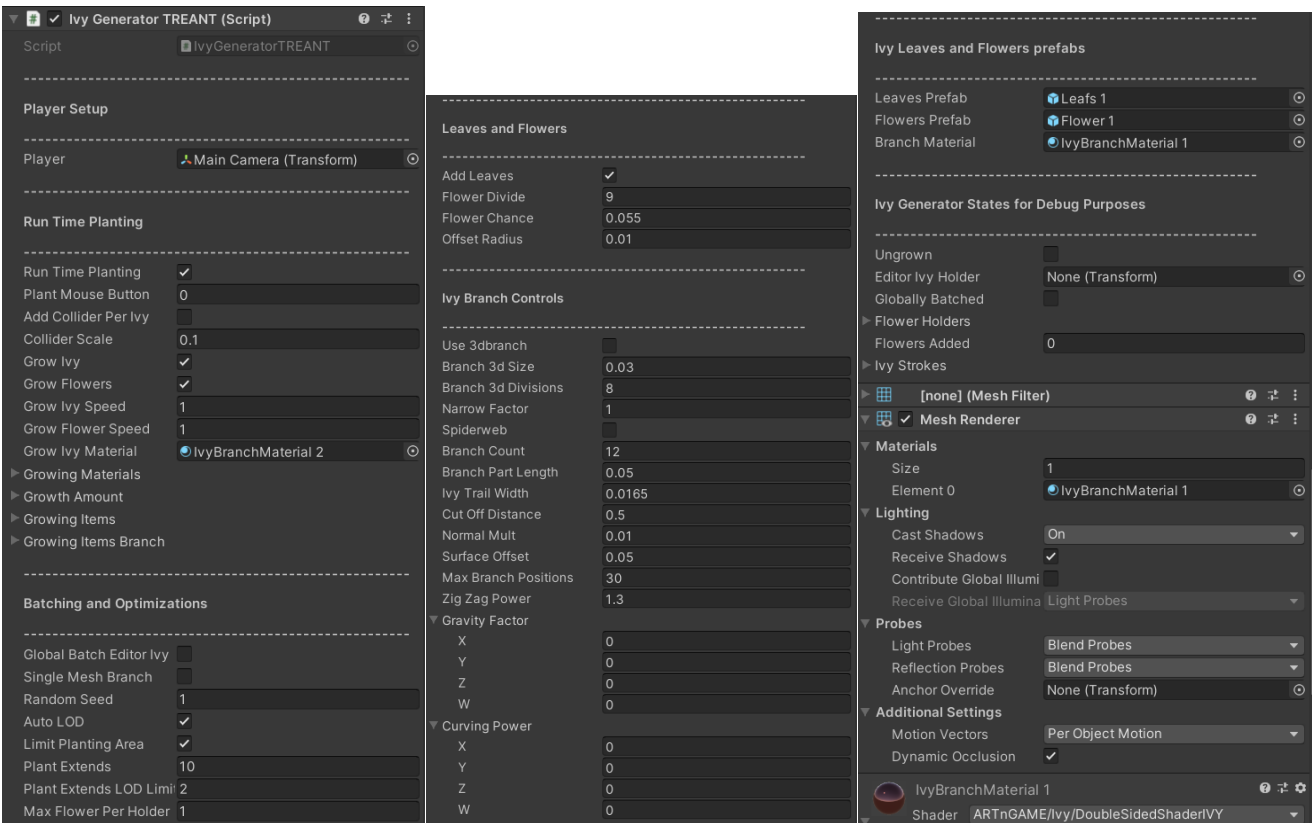 Ivy Generator TREANT (Script)
Script IvyGeneratorTREANT
Player Setup
Player Main Camera (Transform)
Run Time Planting
Run Time Planting
Plant Mouse Button 0
Add Collider Per Ivy
Collider Scale 0.1
Grow Ivy
Grow Flowers
Grow Ivy Speed 1
Grow Flower Speed 1
Grow Ivy Material IvyBranchMaterial 2
Growing Materials
Growth Amount
Growing Items
Growing Items Branch
Batching and Optimizations
Global Batch Editor Ivy
Single Mesh Branch
Random Seed 1
Auto LOD
Limit Planting Area
Plant Extends 10
Plant Extends LOD Limi 2
Max Flower Per Holder 1
Leaves and Flowers
Add Leaves
Flower Divide 9
Flower Chance 0.055
Offset Radius 0.01
Ivy Branch Controls
Use 3dbranch
Branch 3d Size 0.03
Branch 3d Divisions 8
Narrow Factor 1
Spiderweb
Branch Count 12
Branch Part Length 0.05
Ivy Trail Width 0.0165
Cut Off Distance 0.5
Normal Mult 0.01
Surface Offset 0.05
Max Branch Positions 30
Zig Zag Power 1.3
Gravity Factor
X 0
Y 0
Z 0
W 0
Curving Power
X 0
Y 0
Z 0
W 0
Ivy Leaves and Flowers prefabs
Leaves Prefab Leafs 1
Flowers Prefab Flower 1
Branch Material IvyBranchMaterial 1
Ivy Generator States for Debug Purposes
Ungrown
Editor Ivy Holder None (Transform)
Globally Batched
Flower Holders
Flowers Added 0
Ivy Strokes
[none] (Mesh Filter)
Mesh Renderer
Materials
Size 1
Element 0 IvyBranchMaterial 1
Lighting
Cast Shadows On
Receive Shadows
Contribute Global Illumi
Receive Global Illumina Light Probes
Probes
Light Probes Blend Probes
Reflection Probes Blend Probes
Anchor Override None (Transform)
Additional Settings
Motion Vectors Per Object Motion
Dynamic Occlusion
IvyBranchMaterial 1
Shader ARTnGAME/Ivy/DoubleSidedShaderIVY